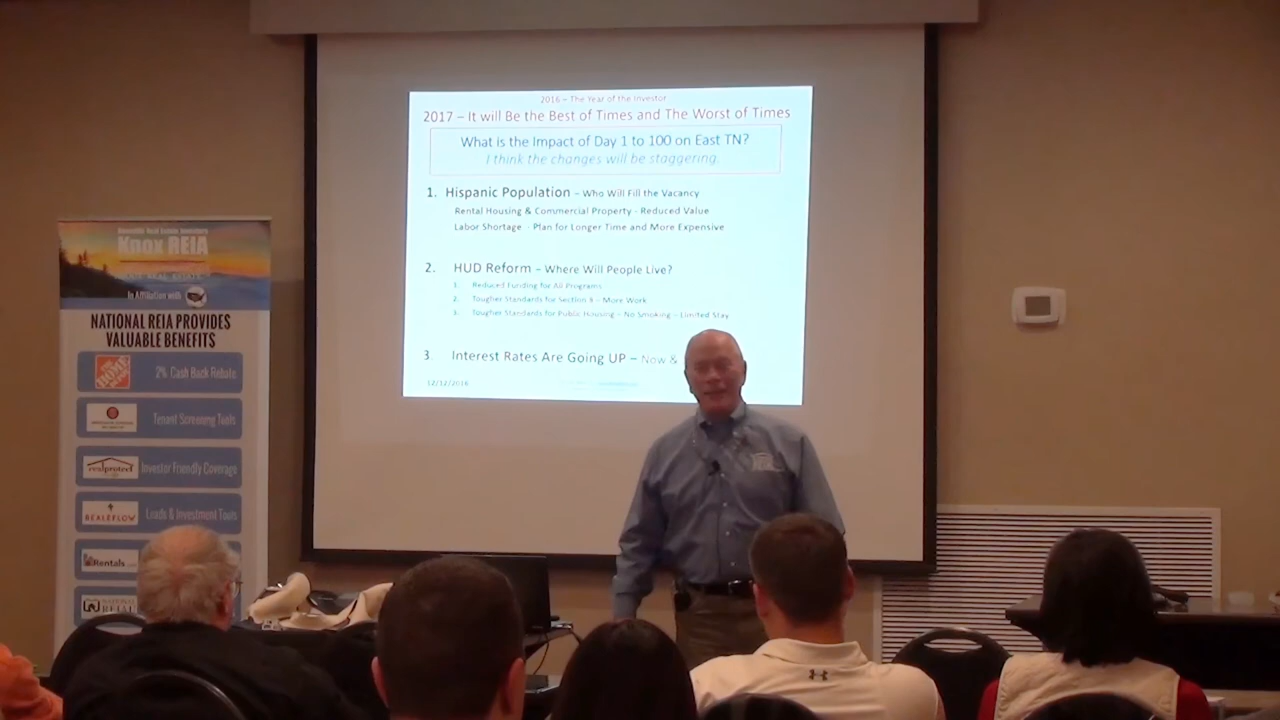 2016 – The Year of the Investor
2017 – It will Be the Best of Times and The Worst of Times
What is the Impact of Day 1 to 100 on East TN?
I think the changes will be staggering.
1. Hispanic Population – Who Will Fill the Vacancy
Rental Housing & Commercial Property - Reduced Value
Labor Shortage - Plan for Longer Time and More Expensive
2. HUD Reform – Where Will People Live?
1. Reduced Funding for All Programs
2. Tougher Standards for Section 8 – More Work
3. Tougher Standards for Public Housing – No Smoking – Limited Stay
3. Interest Rates Are Going UP – Now &
12/12/2016
Knox REIA
In Affiliation with
NATIONAL REIA PROVIDES
VALUABLE BENEFITS
THE HOME DEPOT
2% Cash Back Rebate
Tenant Screening Tools
realprotect
Investor Friendly Coverage
REALEFLOW
Leads & Investment Tools
Rentals
NATIONAL
REIA